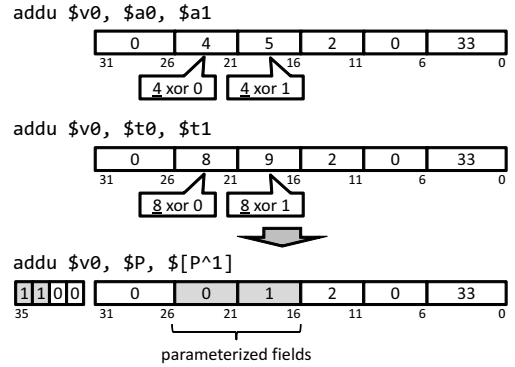 addu $v0, $a0, $a1
0 4 5 2 0 33
31 26 21 16 11 6 0
4 xor 0 4 xor 1
addu $v0, $t0, $t1
0 8 9 2 0 33
31 26 21 16 11 6 0
8 xor 0 8 xor 1
addu $v0, $P, $[P^1]
1 1 0 0 0 0 1 2 0 33
35 31 26 21 16 11 6 0
parameterized fields